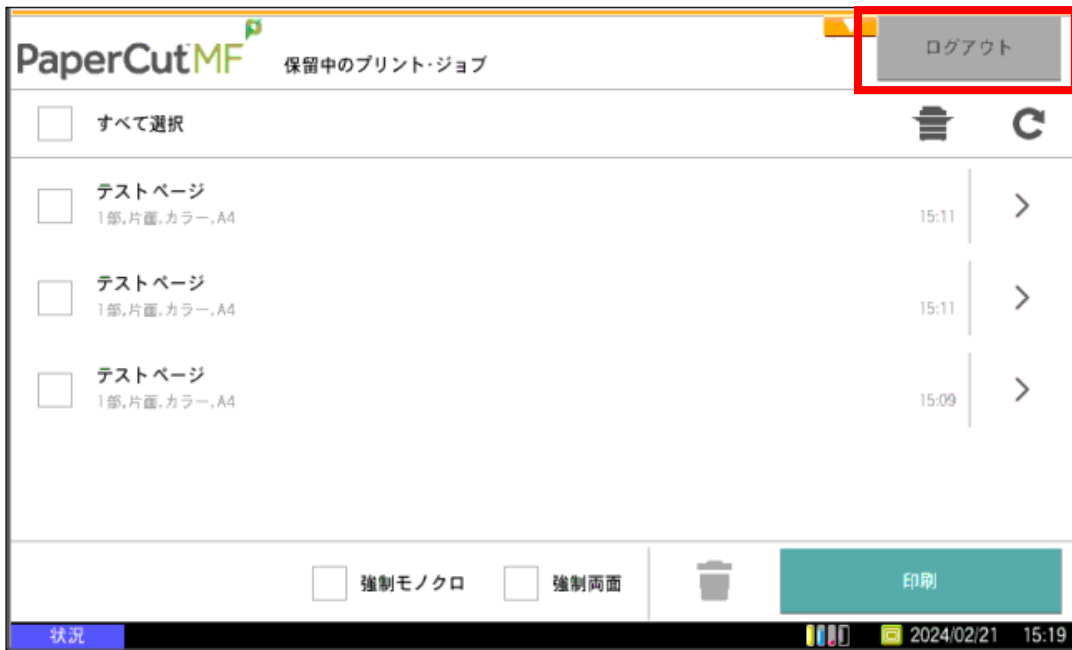 PaperCut MF
保留中のプリント・ジョブ
ログアウト
すべて選択
テストページ
1部,片面,カラー,A4
15:11
テストページ
1部,片面,カラー,A4
15:11
テストページ
1部,片面,カラー,A4
15:09
強制モノクロ
強制両面
印刷
状況
2024/02/21 15:19